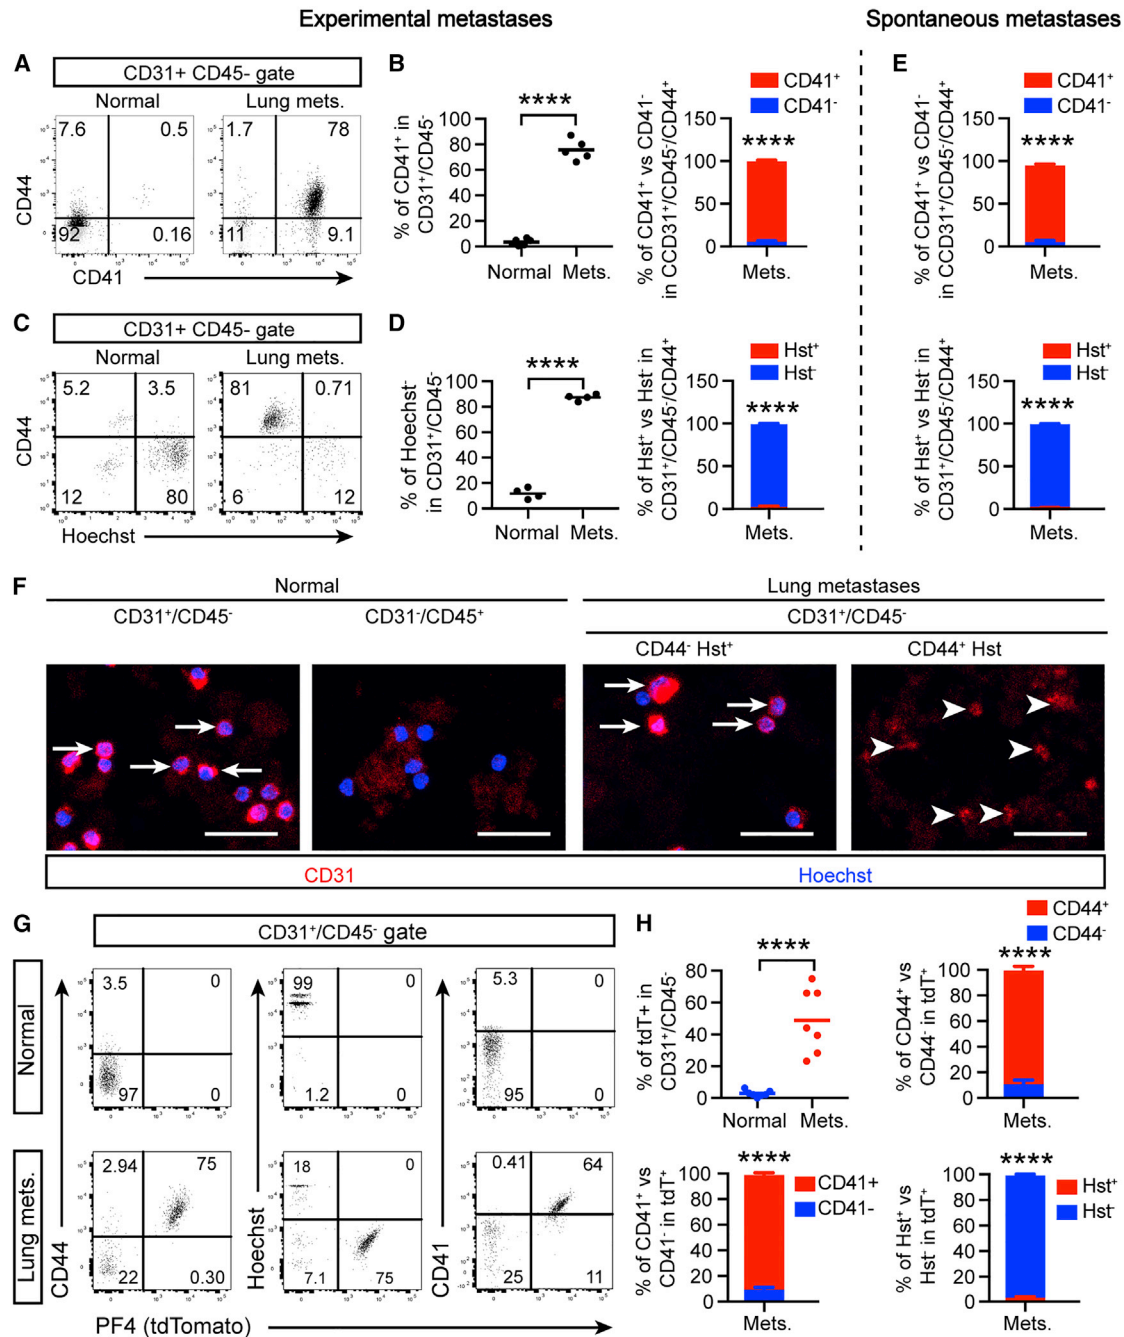 Experimental metastases
Spontaneous metastases
A
CD31+ CD45- gate
Normal
Lung mets.
7.6
0.5
92
0.16
1.7
78
11
9.1
CD44
CD41
B
% of CD41⁺ in
CD31⁺/CD45⁻
100
80
60
40
20
0
****
Normal
Mets.
CD41⁺
CD41⁻
% of CD41⁺ vs CD41⁻
in CCD31⁺/CD45⁻/CD44⁺
150
100
50
0
****
Mets.
E
CD41⁺
CD41⁻
% of CD41⁺ vs CD41⁻
in CCD31⁺/CD45⁻/CD44⁺
150
100
50
0
****
Mets.
C
CD31+ CD45- gate
Normal
Lung mets.
5.2
3.5
12
80
81
0.71
6
12
CD44
Hoechst
D
% of Hoechst⁻
in CD31⁺/CD45⁻
100
80
60
40
20
0
****
Normal
Mets.
Hst⁺
Hst⁻
% of Hst⁺ vs Hst⁻ in
CD31⁺/CD45⁻/CD44⁺
150
100
50
0
****
Mets.
Hst⁺
Hst⁻
% of Hst⁺ vs Hst⁻ in
CD31⁺/CD45⁻/CD44⁺
150
100
50
0
****
Mets.
F
Normal
Lung metastases
CD31⁺/CD45⁻
CD31⁻/CD45⁺
CD31⁺/CD45⁻
CD44⁻ Hst⁺
CD44⁺ Hst
CD31
Hoechst
G
CD31⁺/CD45⁻ gate
Normal
3.5
0
97
0
99
0
1.2
0
5.3
0
95
0
Lung mets.
2.94
75
22
0.30
18
0
7.1
75
0.41
64
25
11
CD44
Hoechst
CD41
PF4 (tdTomato)
H
% of tdT+ in
CD31⁺/CD45⁻
80
60
40
20
0
****
Normal
Mets.
CD44⁺
CD44⁻
% of CD44⁺ vs
CD44⁻ in tdT⁺
100
80
60
40
20
0
****
Mets.
% of CD41⁺ vs
CD41⁻ in tdT⁺
100
80
60
40
20
0
****
CD41+
CD41-
Mets.
% of Hst⁺ vs
Hst⁻ in tdT⁺
100
80
60
40
20
0
****
Hst⁺
Hst⁻
Mets.